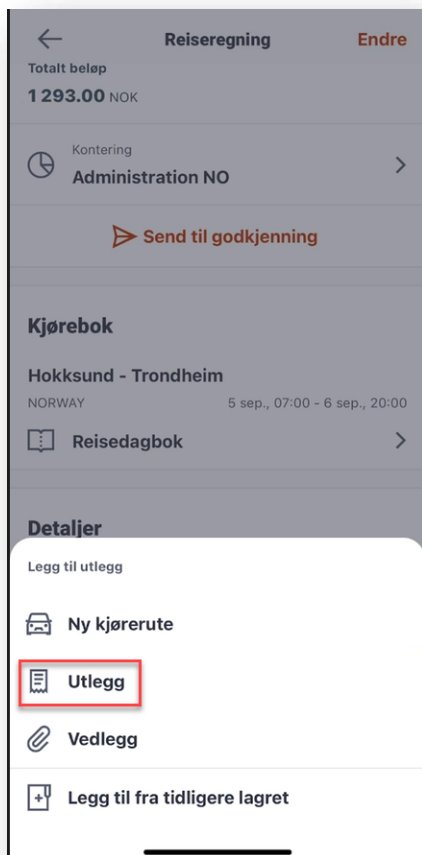 Reiseregning
Endre
Totalt beløp
1 293.00 NOK
Kontering
Administration NO
Send til godkjenning
Kjørebok
Hokksund - Trondheim
NORWAY
5 sep., 07:00 - 6 sep., 20:00
Reisedagbok
Detaljer
Legg til utlegg
Ny kjørerute
Utlegg
Vedlegg
Legg til fra tidligere lagret